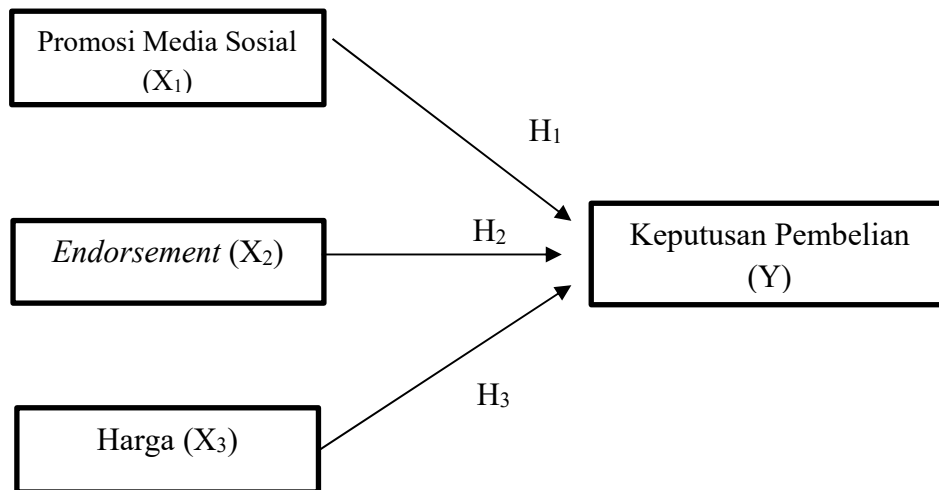 Promosi Media Sosial
(X₁)
H₁
Endorsement (X₂)
H₂
Keputusan Pembelian
(Y)
H₃
Harga (X₃)